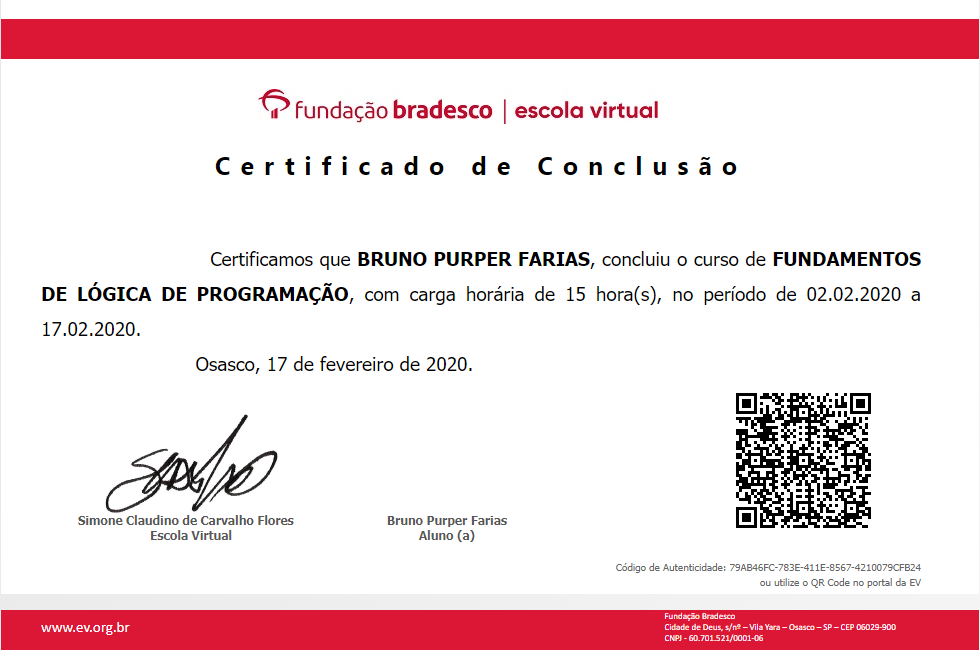 fundação bradesco | escola virtual
Certificado de Conclusão
Certificamos que BRUNO PURPER FARIAS, concluiu o curso de FUNDAMENTOS
DE LÓGICA DE PROGRAMAÇÃO, com carga horária de 15 hora(s), no período de 02.02.2020 a
17.02.2020.
Osasco, 17 de fevereiro de 2020.
Simone Claudino de Carvalho Flores
Escola Virtual
Bruno Purper Farias
Aluno (a)
Código de Autenticidade: 79AB46FC-783E-411E-8567-4210079CFB24
ou utilize o QR Code no portal da EV
www.ev.org.br
Fundação Bradesco
Cidade de Deus, s/nº – Vila Yara – Osasco – SP – CEP 06029-900
CNPJ - 60.701.521/0001-06